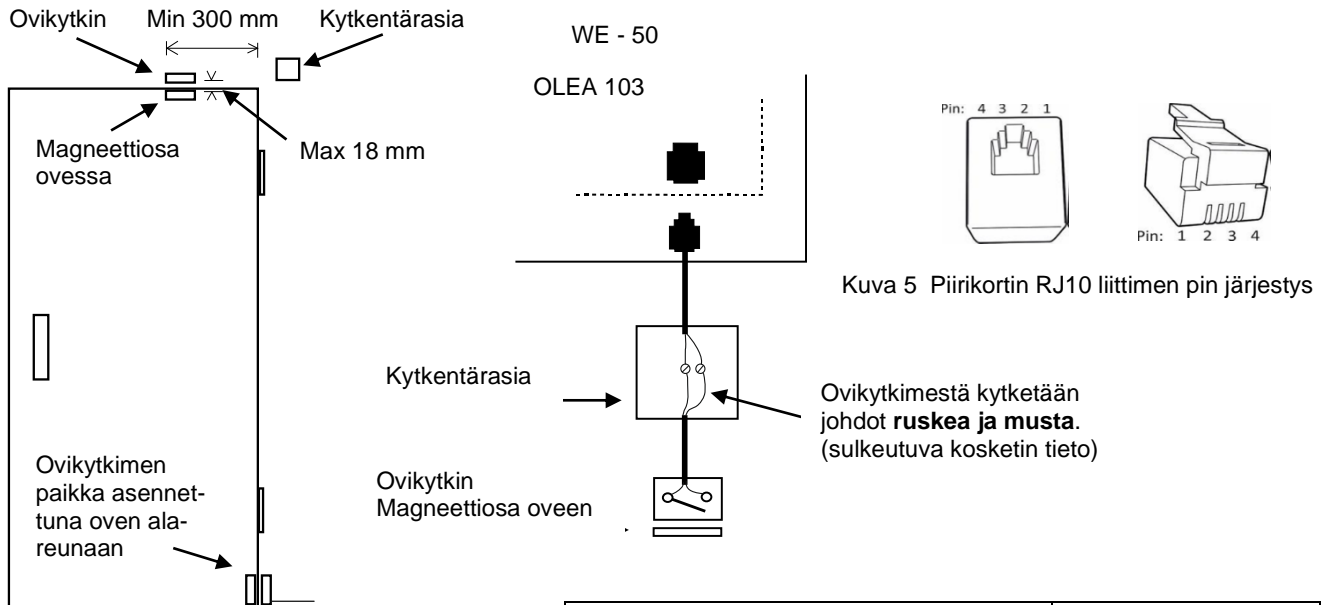 Ovikytkin
Min 300 mm
Kytkentärasia
Magneettiosa
ovessa
Max 18 mm
Ovikytkimen
paikka asennet-
tuna oven ala-
reunaan
WE - 50
OLEA 103
Kytkentärasia
Ovikytkimestä kytketään
johdot ruskea ja musta.
(sulkeutuva kosketin tieto)
Ovikytkin
Magneettiosa oveen
Pin: 4 3 2 1
Pin: 1 2 3 4
Kuva 5 Piirikortin RJ10 liittimen pin järjestys